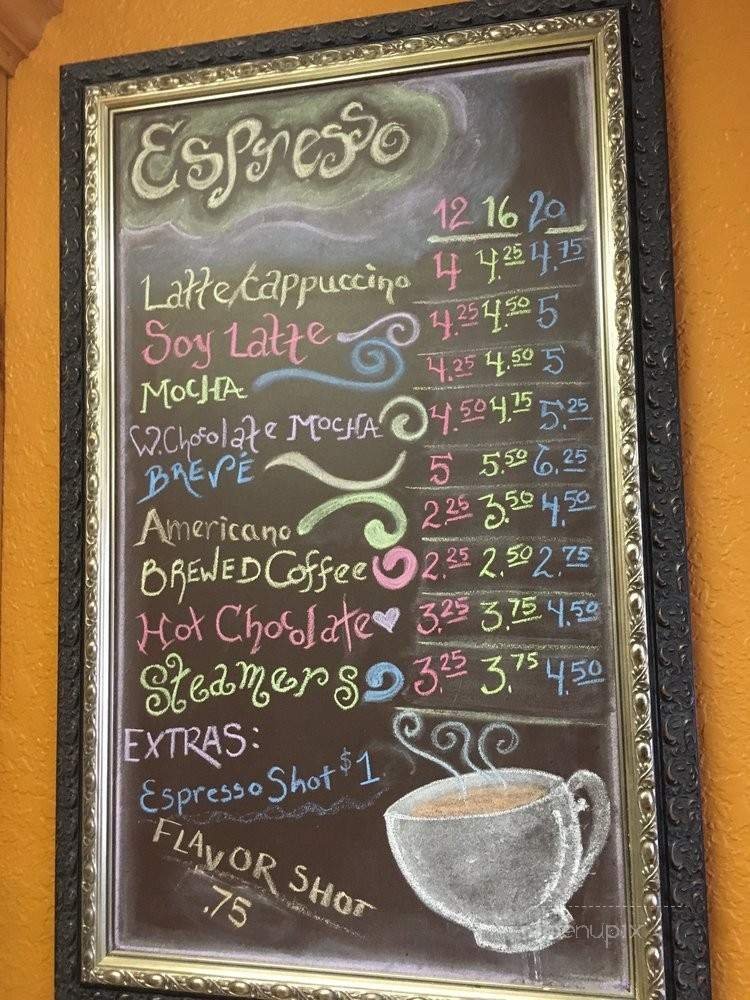 Espresso
12 16 20
Latte/Cappuccino 4 4.25 4.75
Soy Latte 4.25 4.50 5
MOCHA 4.25 4.50 5
W.Chocolate MOCHA 4.50 4.75 5.25
BREVÉ 5 5.50 6.25
Americano 2.25 3.50 4.50
BREWED Coffee 2.25 2.50 2.75
Hot Chocolate 3.25 3.75 4.50
Steamers 3.25 3.75 4.50
EXTRAS:
Espresso Shot $1
FLAVOR SHOT
.75
menupix